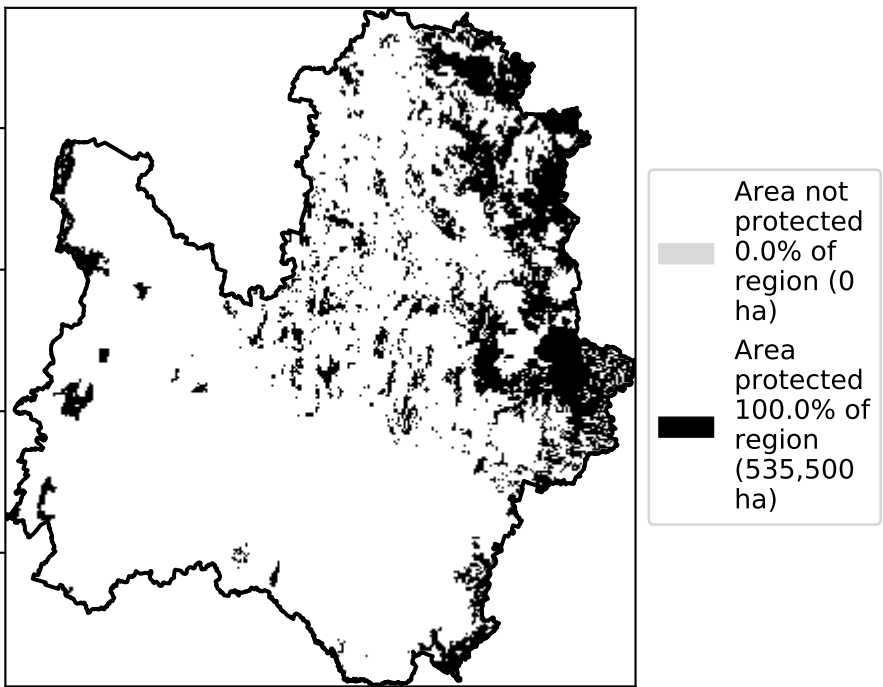 Area not
protected
0.0% of
region (0
ha)
Area
protected
100.0% of
region
(535,500
ha)